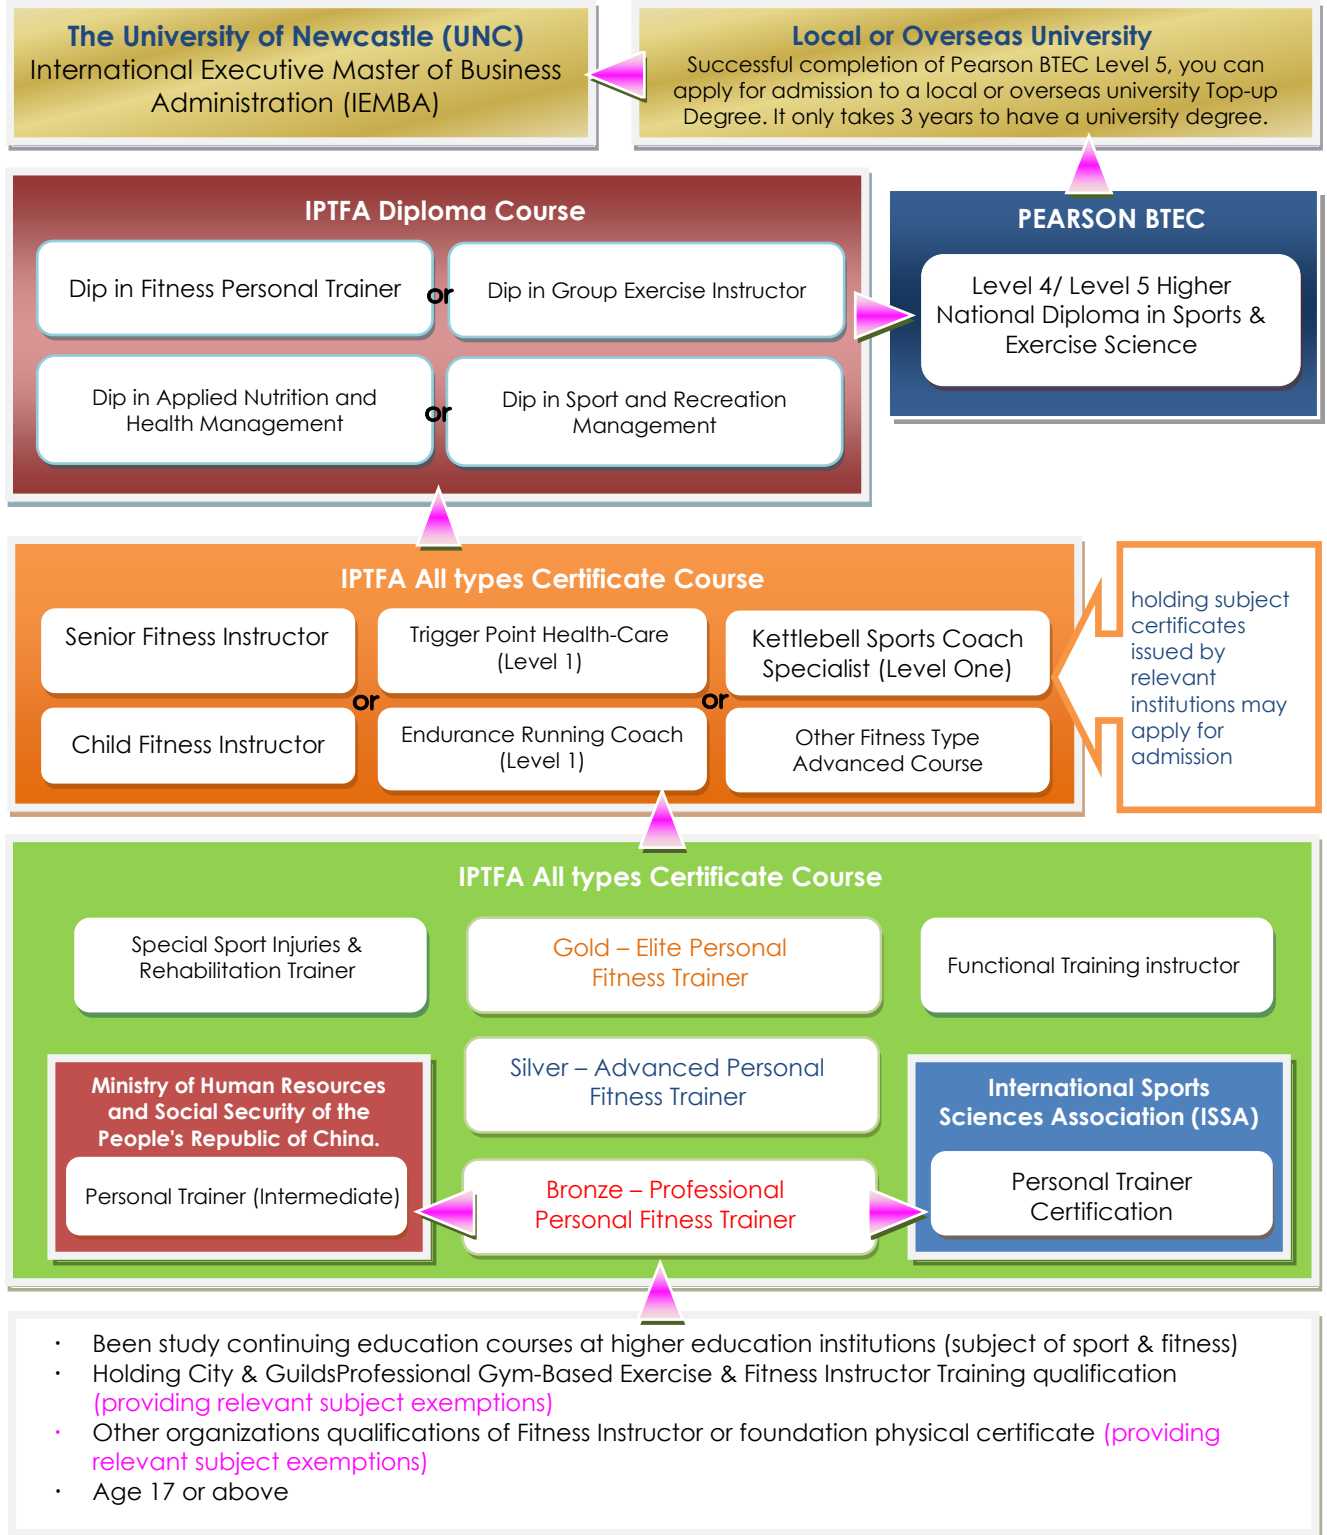 The University of Newcastle (UNC)
International Executive Master of Business
Administration (IEMBA)
Local or Overseas University
Successful completion of Pearson BTEC Level 5, you can
apply for admission to a local or overseas university Top-up
Degree. It only takes 3 years to have a university degree.
IPTFA Diploma Course
Dip in Fitness Personal Trainer
or
Dip in Group Exercise Instructor
Dip in Applied Nutrition and
Health Management
or
Dip in Sport and Recreation
Management
PEARSON BTEC
Level 4/ Level 5 Higher
National Diploma in Sports &
Exercise Science
IPTFA All types Certificate Course
Senior Fitness Instructor
Trigger Point Health-Care
(Level 1)
Kettlebell Sports Coach
Specialist (Level One)
or
or
Child Fitness Instructor
Endurance Running Coach
(Level 1)
Other Fitness Type
Advanced Course
holding subject
certificates
issued by
relevant
institutions may
apply for
admission
IPTFA All types Certificate Course
Special Sport Injuries &
Rehabilitation Trainer
Gold – Elite Personal
Fitness Trainer
Functional Training instructor
Silver – Advanced Personal
Fitness Trainer
Ministry of Human Resources
and Social Security of the
People's Republic of China.
Personal Trainer (Intermediate)
Bronze – Professional
Personal Fitness Trainer
International Sports
Sciences Association (ISSA)
Personal Trainer
Certification
· Been study continuing education courses at higher education institutions (subject of sport & fitness)
· Holding City & GuildsProfessional Gym-Based Exercise & Fitness Instructor Training qualification
(providing relevant subject exemptions)
· Other organizations qualifications of Fitness Instructor or foundation physical certificate (providing
relevant subject exemptions)
· Age 17 or above